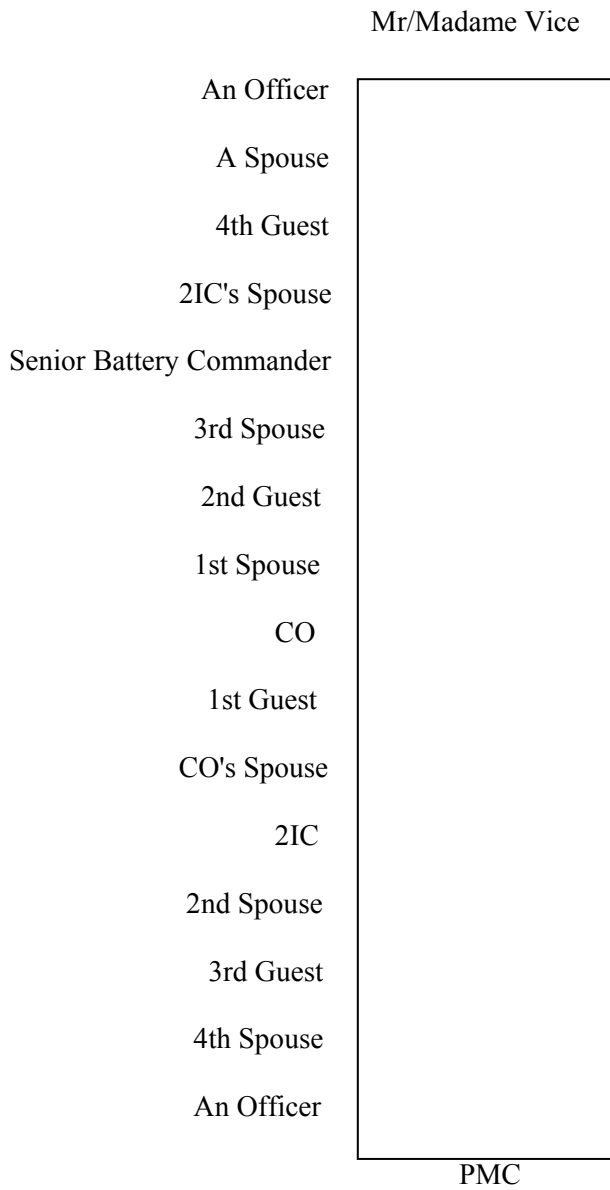 Mr/Madame Vice
An Officer
A Spouse
4th Guest
2IC's Spouse
Senior Battery Commander
3rd Spouse
2nd Guest
1st Spouse
CO
1st Guest
CO's Spouse
2IC
2nd Spouse
3rd Guest
4th Spouse
An Officer
PMC